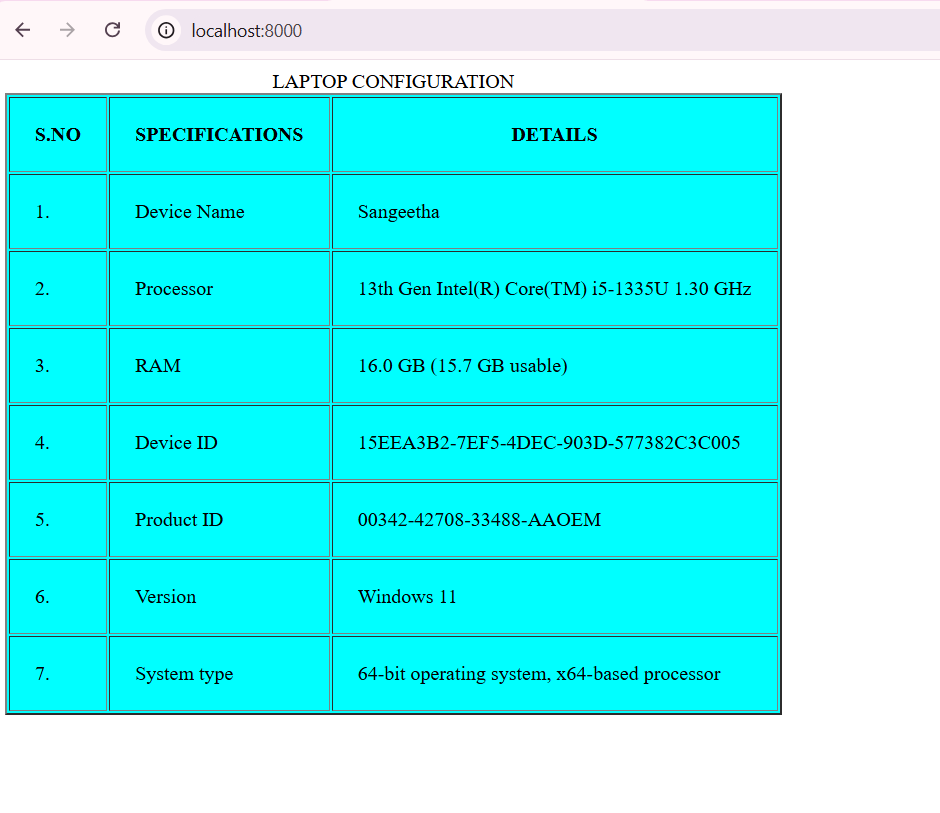 localhost:8000
LAPTOP CONFIGURATION
S.NO SPECIFICATIONS DETAILS
1. Device Name Sangeetha
2. Processor 13th Gen Intel(R) Core(TM) i5-1335U 1.30 GHz
3. RAM 16.0 GB (15.7 GB usable)
4. Device ID 15EEA3B2-7EF5-4DEC-903D-577382C3C005
5. Product ID 00342-42708-33488-AAOEM
6. Version Windows 11
7. System type 64-bit operating system, x64-based processor